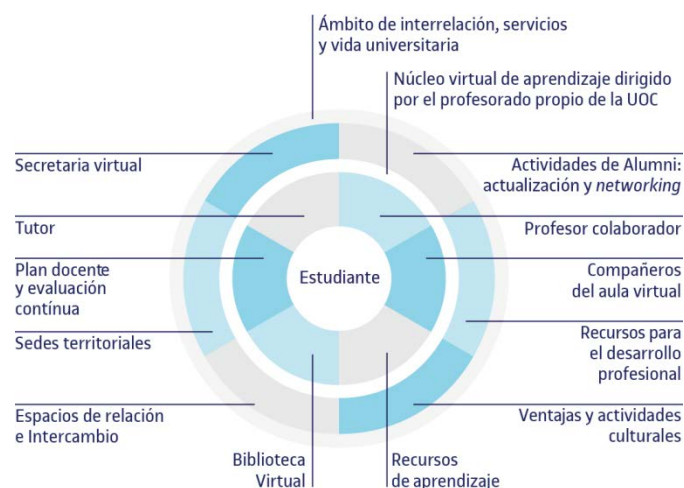 Ámbito de interrelación, servicios
y vida universitaria
Núcleo virtual de aprendizaje dirigido
por el profesorado propio de la UOC
Secretaria virtual
Actividades de Alumni:
actualización y networking
Tutor
Profesor colaborador
Plan docente
y evaluación
contínua
Estudiante
Compañeros
del aula virtual
Sedes territoriales
Recursos para
el desarrollo
profesional
Espacios de relación
e Intercambio
Ventajas y actividades
culturales
Biblioteca
Virtual
Recursos
de aprendizaje